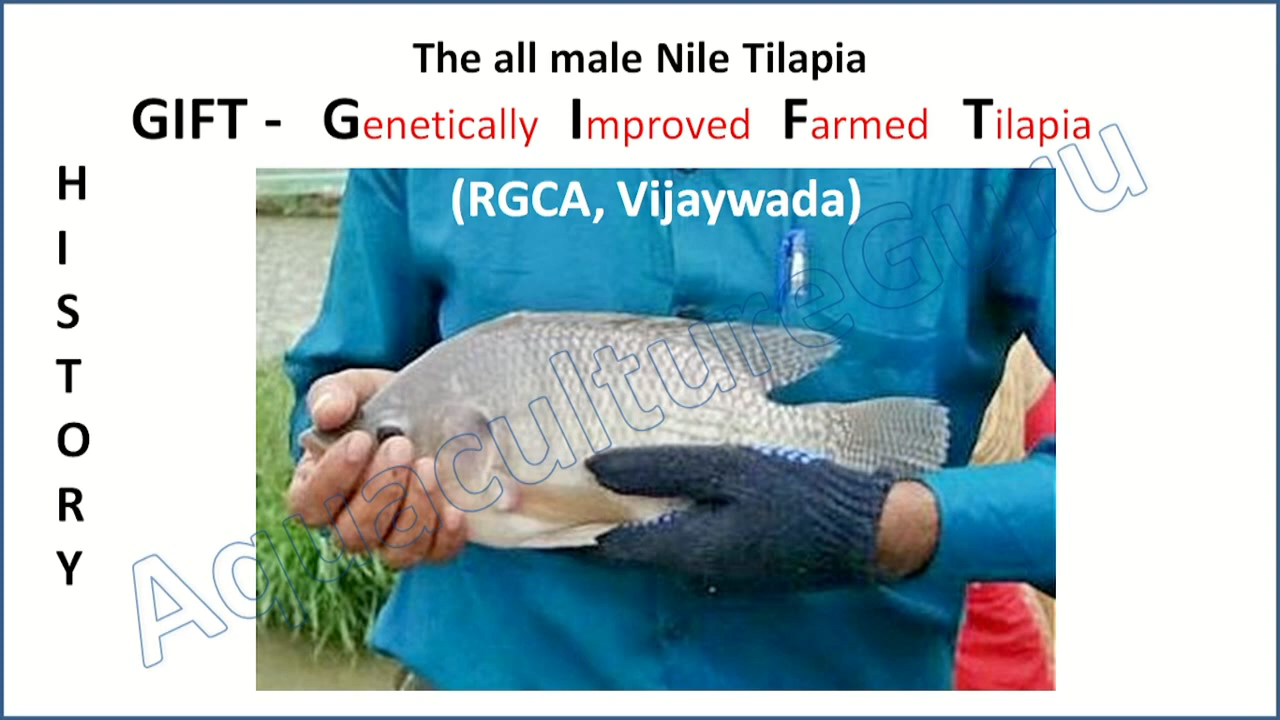 The all male Nile Tilapia
GIFT - Genetically Improved Farmed Tilapia
HISTORY
(RGCA, Vijaywada)
AquacultureGuru